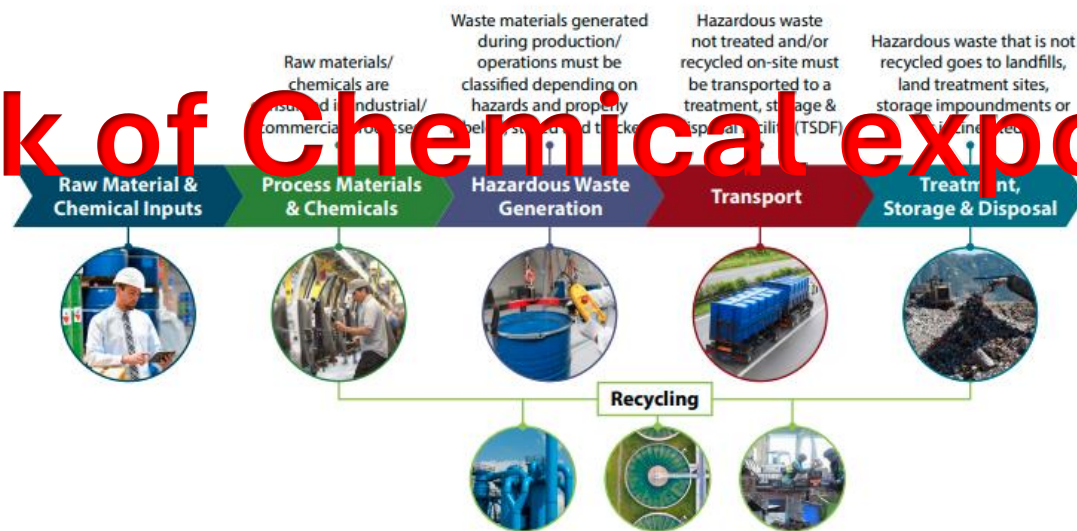 Waste materials generated
during production/
operations must be
classified depending on
hazards and properly
Hazardous waste
not treated and/or
recycled on-site must
be transported to a
treatment, storage &
(TSDF)
Hazardous waste that is not
recycled goes to landfills,
land treatment sites,
storage impoundments or
Raw materials/
chemicals are
industrial/
k of Chemical expo
Raw Material &
Chemical Inputs
Process Materials
& Chemicals
Hazardous Waste
Generation
Transport
Treatment,
Storage & Disposal
Recycling